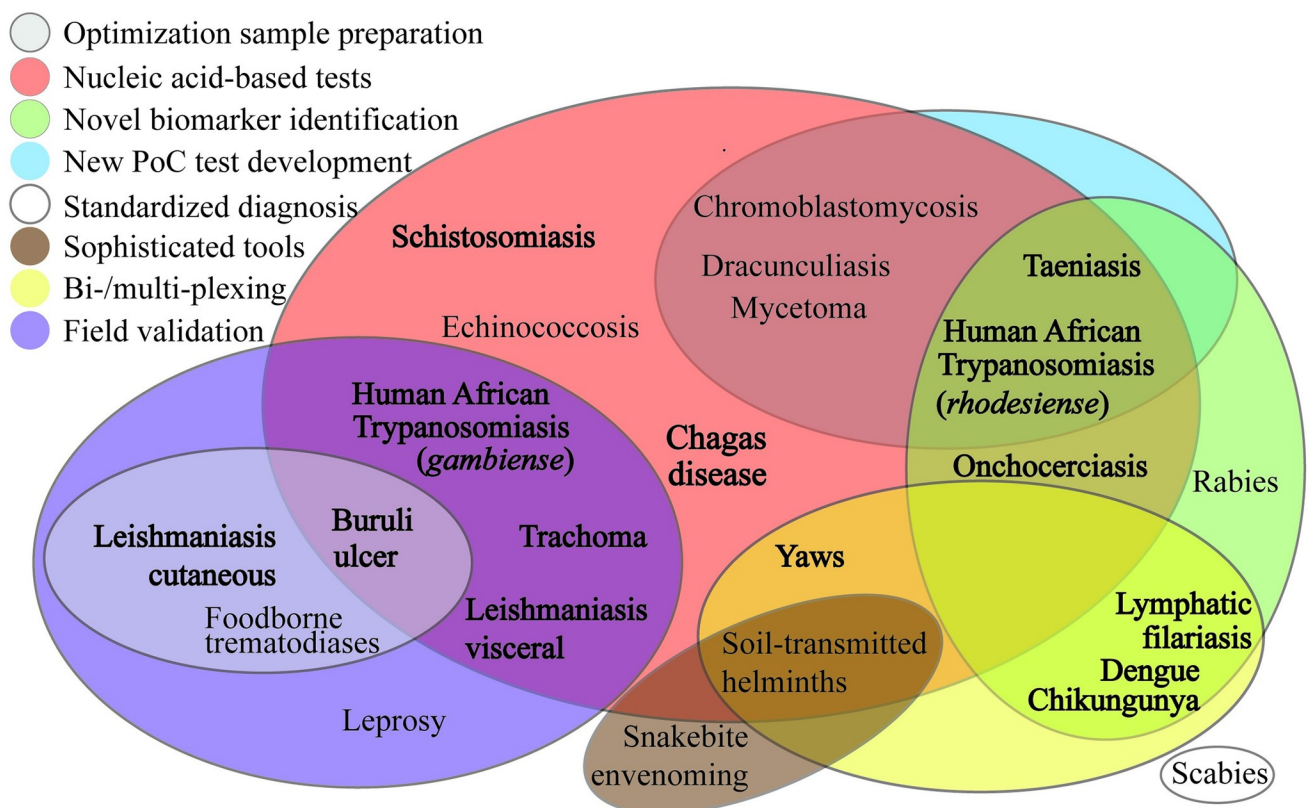 Optimization sample preparation
Nucleic acid-based tests
Novel biomarker identification
New PoC test development
Standardized diagnosis
Sophisticated tools
Bi-/multi-plexing
Field validation
Schistosomiasis
Echinococcosis
Chromoblastomycosis
Dracunculiasis
Mycetoma
Taeniasis
Human African
Trypanosomiasis
(rhodesiense)
Onchocerciasis
Rabies
Human African
Trypanosomiasis
(gambiense)
Chagas
disease
Buruli
ulcer
Leishmaniasis
cutaneous
Foodborne
trematodiases
Trachoma
Leishmaniasis
visceral
Leprosy
Yaws
Soil-transmitted
helminths
Snakebite
envenoming
Lymphatic
filariasis
Dengue
Chikungunya
Scabies